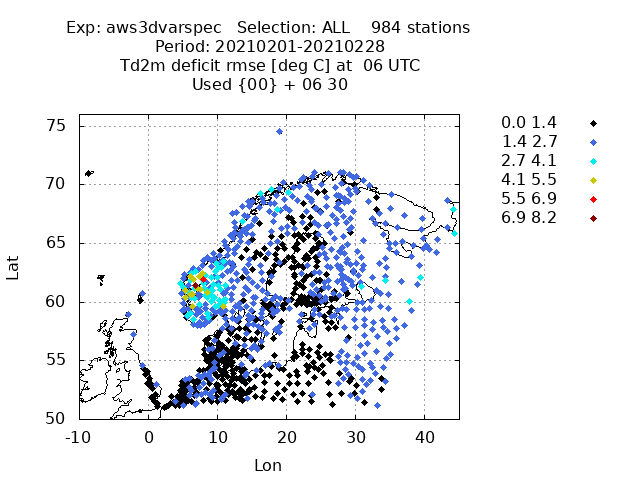 Exp: aws3dvarspec   Selection: ALL    984 stations
Period: 20210201-20210228
Td2m deficit rmse [deg C] at  06 UTC
Used {00} + 06 30
75
70
65
60
55
50
Lat
-10 0 10 20 30 40
Lon
0.0 1.4
1.4 2.7
2.7 4.1
4.1 5.5
5.5 6.9
6.9 8.2